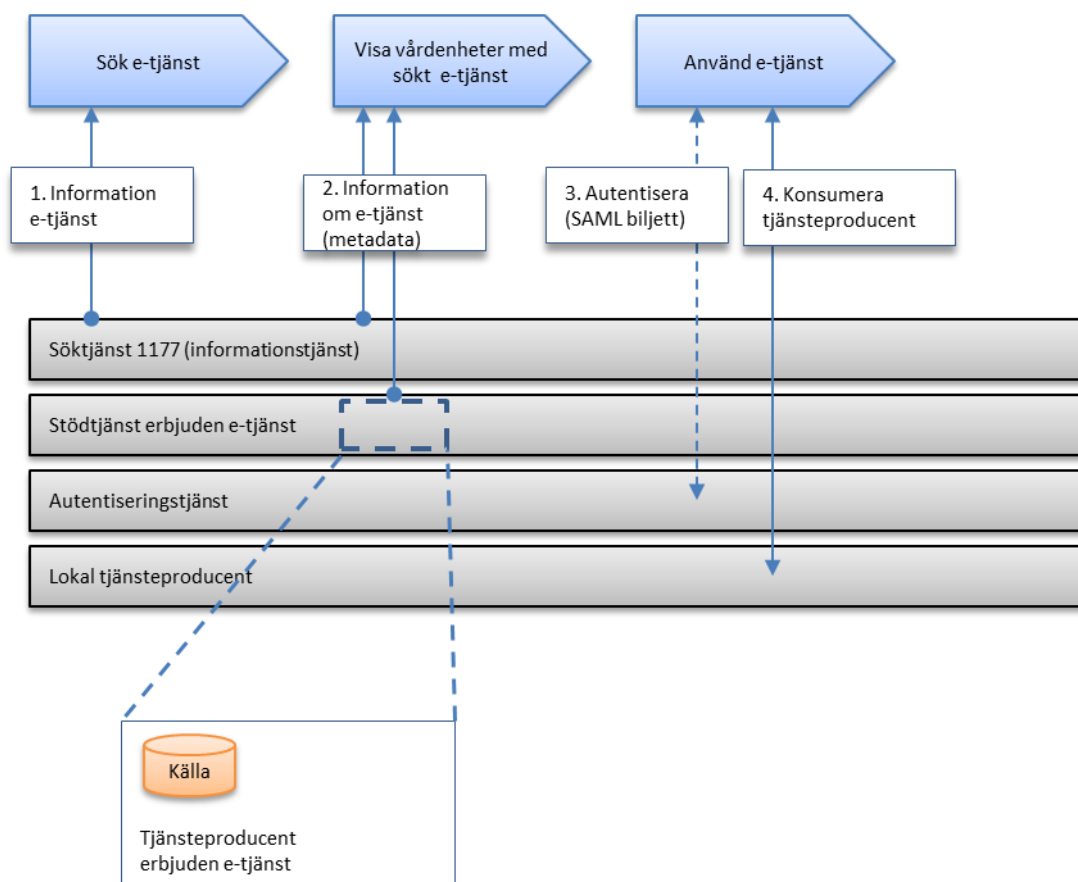 Sök e-tjänst
Visa vårdenheter med
sökt e-tjänst
Använd e-tjänst
1. Information
e-tjänst
2. Information
om e-tjänst
(metadata)
3. Autentisera
(SAML biljett)
4. Konsumera
tjänsteproducent
Söktjänst 1177 (informationstjänst)
Stödtjänst erbjuden e-tjänst
Autentiseringstjänst
Lokal tjänsteproducent
Källa
Tjänsteproducent
erbjuden e-tjänst